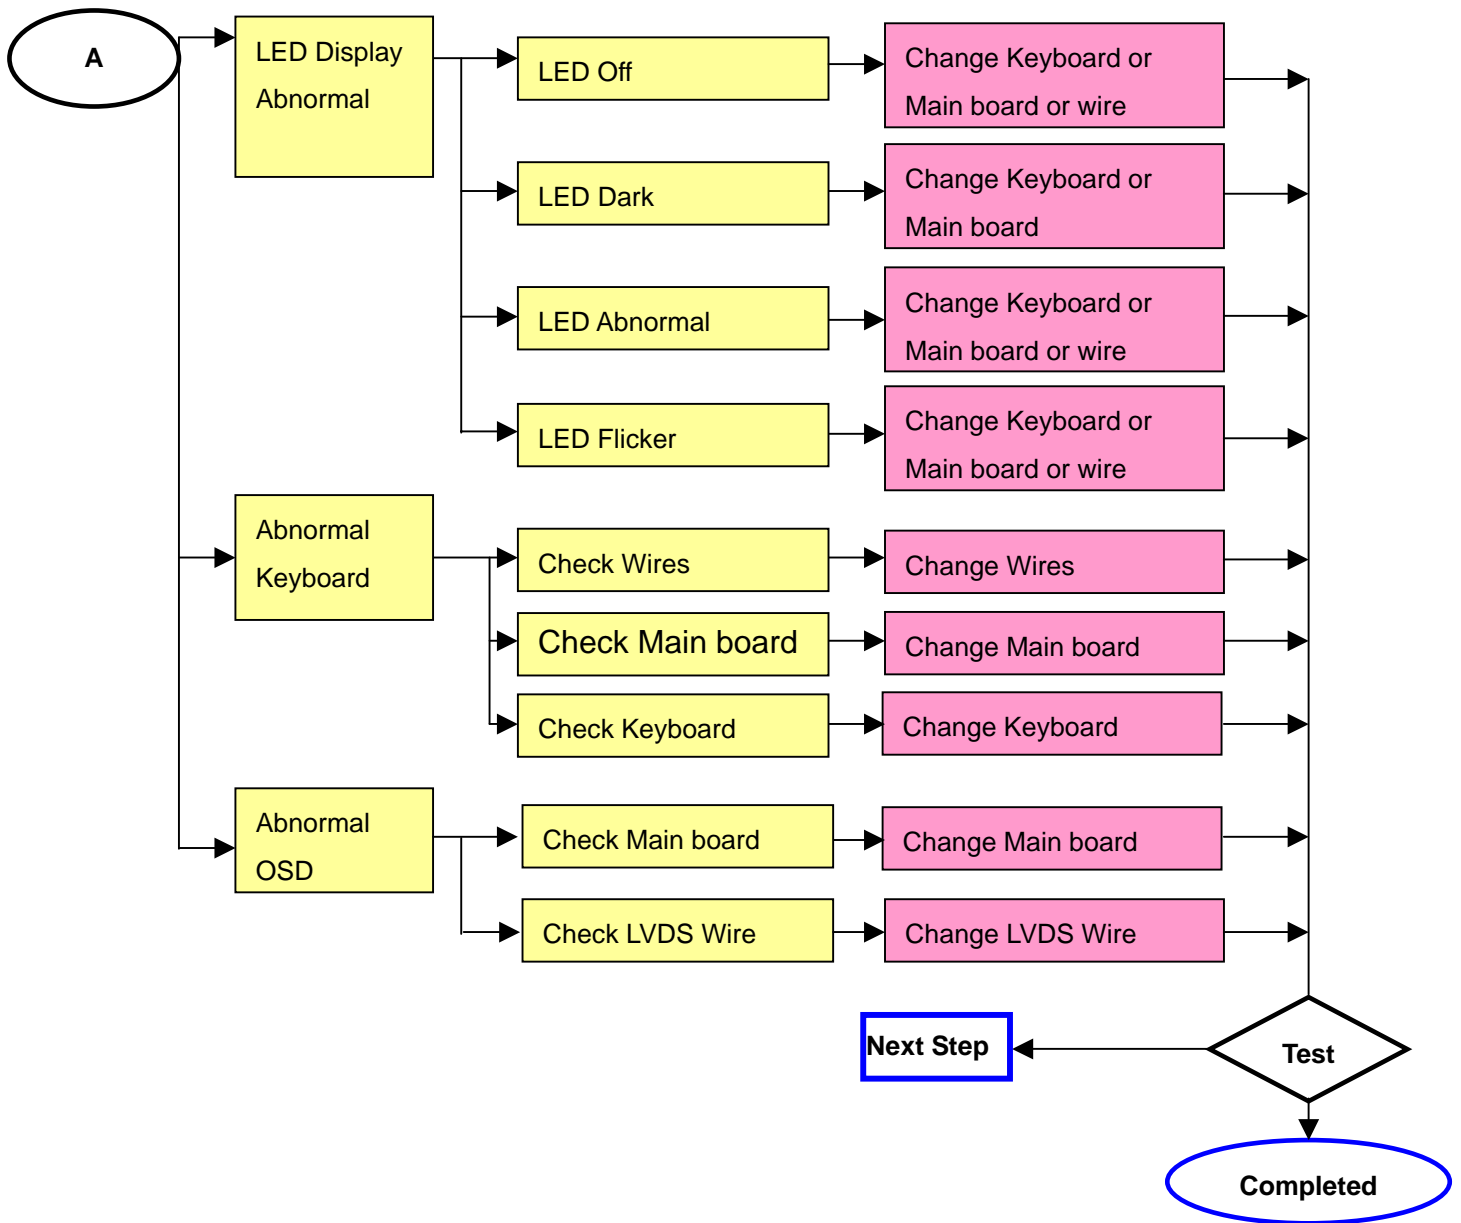 A
LED Display
Abnormal
LED Off
Change Keyboard or
Main board or wire
LED Dark
Change Keyboard or
Main board
LED Abnormal
Change Keyboard or
Main board or wire
LED Flicker
Change Keyboard or
Main board or wire
Abnormal
Keyboard
Check Wires
Change Wires
Check Main board
Change Main board
Check Keyboard
Change Keyboard
Abnormal
OSD
Check Main board
Change Main board
Check LVDS Wire
Change LVDS Wire
Next Step
Test
Completed